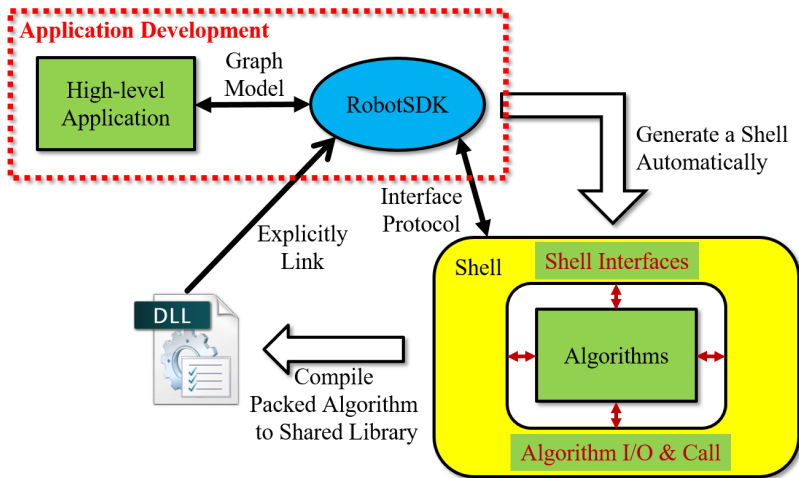 Application Development
High-level
Application
Graph
Model
RobotSDK
Generate a Shell
Automatically
Interface
Protocol
Explicitly
Link
Shell
Shell Interfaces
Algorithms
Algorithm I/O & Call
DLL
Compile
Packed Algorithm
to Shared Library